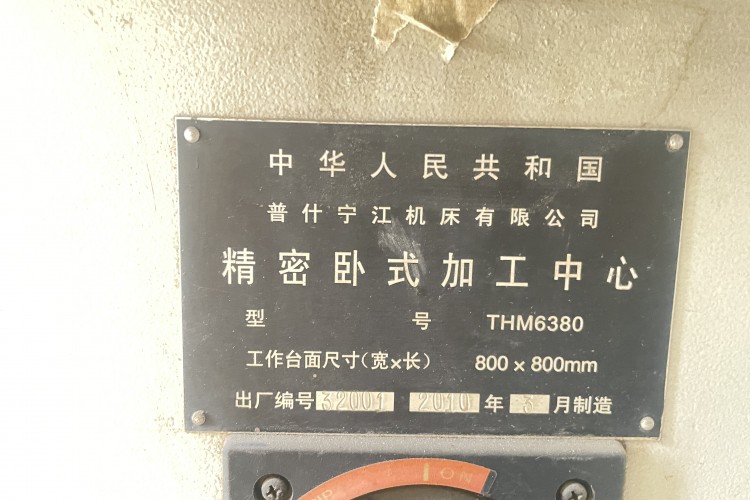 中华人民共和国
普什宁江机床有限公司
精密卧式加工中心
型 号 THM6380
工作台面尺寸(宽×长) 800×800mm
出厂编号 32001 2010 年 3 月制造
ON